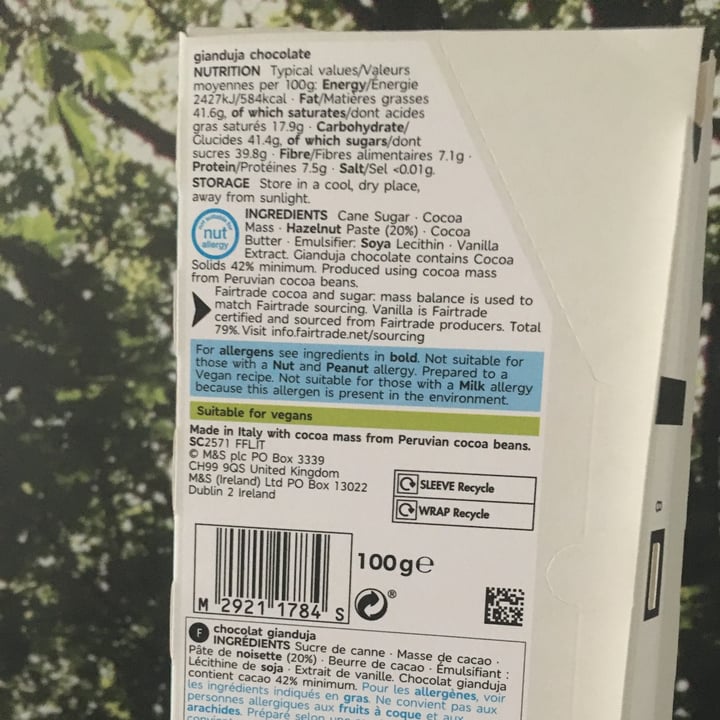 gianduja chocolate
NUTRITION Typical values/Valeurs
moyennes per 100g: Energy/Énergie
2427kJ/584kcal · Fat/Matières grasses
41.6g, of which saturates/dont acides
gras saturés 17.9g · Carbohydrate/
Glucides 41.4g, of which sugars/dont
sucres 39.8g · Fibre/Fibres alimentaires 7.1g ·
Protein/Protéines 7.5g · Salt/Sel <0.01g.
STORAGE Store in a cool, dry place,
away from sunlight.
not suitable for
nut
allergy
INGREDIENTS Cane Sugar · Cocoa
Mass · Hazelnut Paste (20%) · Cocoa
Butter · Emulsifier: Soya Lecithin · Vanilla
Extract. Gianduja chocolate contains Cocoa
Solids 42% minimum. Produced using cocoa mass
from Peruvian cocoa beans.
Fairtrade cocoa and sugar: mass balance is used to
match Fairtrade sourcing. Vanilla is Fairtrade
certified and sourced from Fairtrade producers. Total
79%. Visit info.fairtrade.net/sourcing
For allergens see ingredients in bold. Not suitable for
those with a Nut and Peanut allergy. Prepared to a
Vegan recipe. Not suitable for those with a Milk allergy
because this allergen is present in the environment.
Suitable for vegans
Made in Italy with cocoa mass from Peruvian cocoa beans.
SC2571 FFLIT
© M&S plc PO Box 3339
CH99 9QS United Kingdom
M&S (Ireland) Ltd PO Box 13022
Dublin 2 Ireland
SLEEVE Recycle
WRAP Recycle
100g℮
M 2921 1784 S
®
F chocolat gianduja
INGRÉDIENTS Sucre de canne · Masse de cacao ·
Pâte de noisette (20%) · Beurre de cacao · Émulsifiant :
Lécithine de soja · Extrait de vanille. Chocolat gianduja
contient cacao 42% minimum. Pour les allergènes, voir
les ingrédients indiqués en gras. Ne convient pas aux
personnes allergiques aux fruits à coque et aux
arachides. Préparé selon une